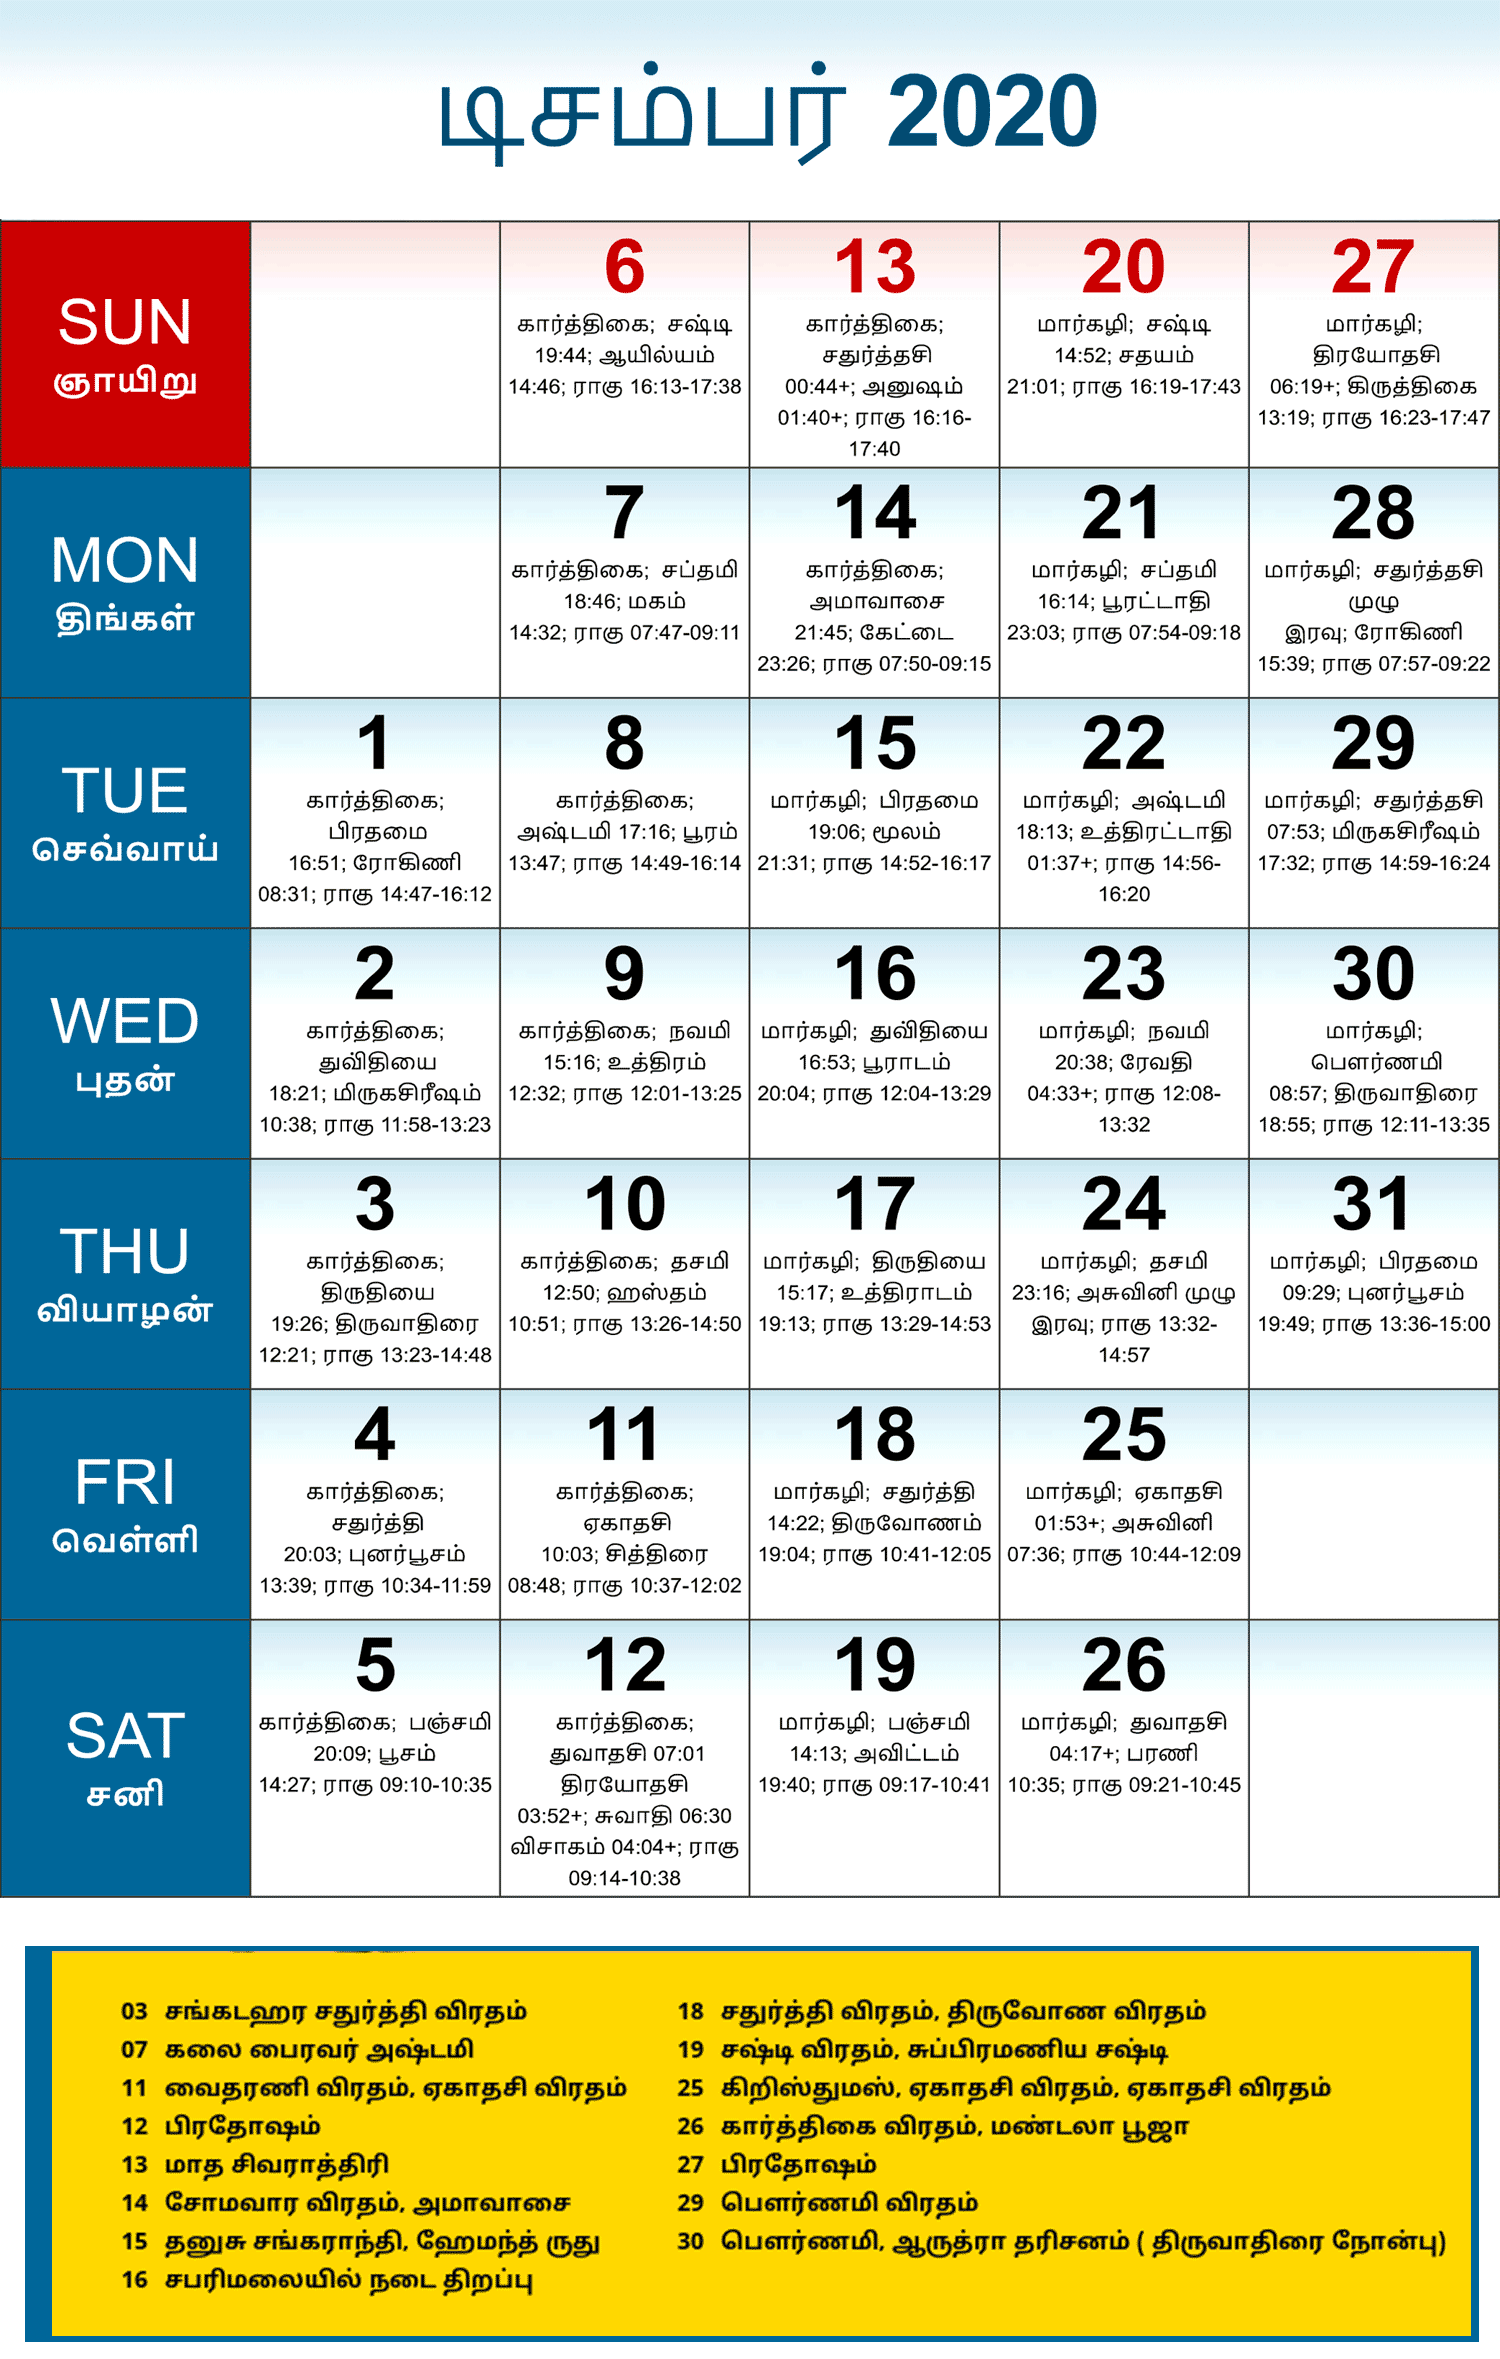 டிசம்பர் 2020
SUN
ஞாயிறு
6
கார்த்திகை; சஷ்டி
19:44; ஆயில்யம்
14:46; ராகு 16:13-17:38
13
கார்த்திகை;
சதுர்த்தசி
00:44+; அனுஷம்
01:40+; ராகு 16:16-
17:40
20
மார்கழி; சஷ்டி
14:52; சதயம்
21:01; ராகு 16:19-17:43
27
மார்கழி;
திரயோதசி
06:19+; கிருத்திகை
13:19; ராகு 16:23-17:47
MON
திங்கள்
7
கார்த்திகை; சப்தமி
18:46; மகம்
14:32; ராகு 07:47-09:11
14
கார்த்திகை;
அமாவாசை
21:45; கேட்டை
23:26; ராகு 07:50-09:15
21
மார்கழி; சப்தமி
16:14; பூரட்டாதி
23:03; ராகு 07:54-09:18
28
மார்கழி; சதுர்த்தசி
முழு
இரவு; ரோகிணி
15:39; ராகு 07:57-09:22
TUE
செவ்வாய்
1
கார்த்திகை;
பிரதமை
16:51; ரோகிணி
08:31; ராகு 14:47-16:12
8
கார்த்திகை;
அஷ்டமி 17:16; பூரம்
13:47; ராகு 14:49-16:14
15
மார்கழி; பிரதமை
19:06; மூலம்
21:31; ராகு 14:52-16:17
22
மார்கழி; அஷ்டமி
18:13; உத்திரட்டாதி
01:37+; ராகு 14:56-
16:20
29
மார்கழி; சதுர்த்தசி
07:53; மிருகசிரீஷம்
17:32; ராகு 14:59-16:24
WED
புதன்
2
கார்த்திகை;
துவிதியை
18:21; மிருகசிரீஷம்
10:38; ராகு 11:58-13:23
9
கார்த்திகை; நவமி
15:16; உத்திரம்
12:32; ராகு 12:01-13:25
16
மார்கழி; துவிதியை
16:53; பூராடம்
20:04; ராகு 12:04-13:29
23
மார்கழி; நவமி
20:38; ரேவதி
04:33+; ராகு 12:08-
13:32
30
மார்கழி;
பௌர்ணமி
08:57; திருவாதிரை
18:55; ராகு 12:11-13:35
THU
வியாழன்
3
கார்த்திகை;
திருதியை
19:26; திருவாதிரை
12:21; ராகு 13:23-14:48
10
கார்த்திகை; தசமி
12:50; ஹஸ்தம்
10:51; ராகு 13:26-14:50
17
மார்கழி; திருதியை
15:17; உத்திராடம்
19:13; ராகு 13:29-14:53
24
மார்கழி; தசமி
23:16; அசுவினி முழு
இரவு; ராகு 13:32-
14:57
31
மார்கழி; பிரதமை
09:29; புனர்பூசம்
19:49; ராகு 13:36-15:00
FRI
வெள்ளி
4
கார்த்திகை;
சதுர்த்தி
20:03; புனர்பூசம்
13:39; ராகு 10:34-11:59
11
கார்த்திகை;
ஏகாதசி
10:03; சித்திரை
08:48; ராகு 10:37-12:02
18
மார்கழி; சதுர்த்தி
14:22; திருவோணம்
19:04; ராகு 10:41-12:05
25
மார்கழி; ஏகாதசி
01:53+; அசுவினி
07:36; ராகு 10:44-12:09
SAT
சனி
5
கார்த்திகை; பஞ்சமி
20:09; பூசம்
14:27; ராகு 09:10-10:35
12
கார்த்திகை;
துவாதசி 07:01
திரயோதசி
03:52+; சுவாதி 06:30
விசாகம் 04:04+; ராகு
09:14-10:38
19
மார்கழி; பஞ்சமி
14:13; அவிட்டம்
19:40; ராகு 09:17-10:41
26
மார்கழி; துவாதசி
04:17+; பரணி
10:35; ராகு 09:21-10:45
03 சங்கடஹர சதுர்த்தி விரதம்
07 கலை பைரவர் அஷ்டமி
11 வைதரணி விரதம், ஏகாதசி விரதம்
12 பிரதோஷம்
13 மாத சிவராத்திரி
14 சோமவார விரதம், அமாவாசை
15 தனுசு சங்கராந்தி, ஹேமந்த் ருது
16 சபரிமலையில் நடை திறப்பு
18 சதுர்த்தி விரதம், திருவோண விரதம்
19 சஷ்டி விரதம், சுப்பிரமணிய சஷ்டி
25 கிறிஸ்துமஸ், ஏகாதசி விரதம், ஏகாதசி விரதம்
26 கார்த்திகை விரதம், மண்டலா பூஜா
27 பிரதோஷம்
29 பௌர்ணமி விரதம்
30 பௌர்ணமி, ஆருத்ரா தரிசனம் ( திருவாதிரை நோன்பு)